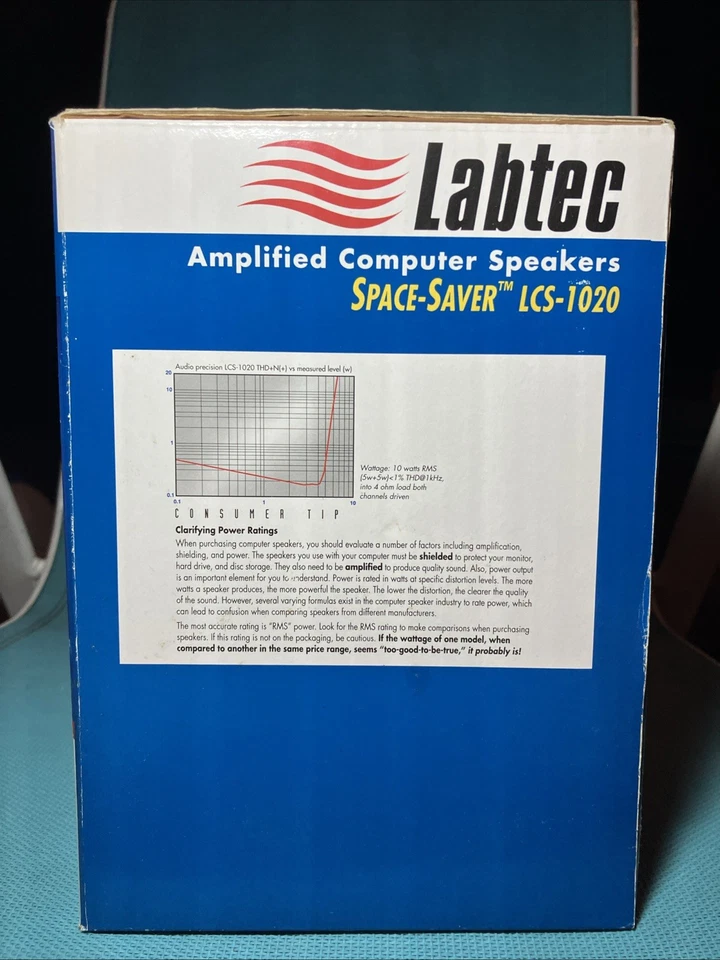 Labtec
Amplified Computer Speakers
SPACE-SAVER™ LCS-1020
Audio precision LCS-1020 THD+N(+) vs measured level (w)
20
10
1
0.1
0.1 1 10
Wattage: 10 watts RMS
(5w+5w)<1% THD@1kHz,
into 4 ohm load both
channels driven
CONSUMER TIP
Clarifying Power Ratings
When purchasing computer speakers, you should evaluate a number of factors including amplification,
shielding, and power. The speakers you use with your computer must be shielded to protect your monitor,
hard drive, and disc storage. They also need to be amplified to produce quality sound. Also, power output
is an important element for you to understand. Power is rated in watts at specific distortion levels. The more
watts a speaker produces, the more powerful the speaker. The lower the distortion, the clearer the quality
of the sound. However, several varying formulas exist in the computer speaker industry to rate power, which
can lead to confusion when comparing speakers from different manufacturers.
The most accurate rating is "RMS" power. Look for the RMS rating to make comparisons when purchasing
speakers. If this rating is not on the packaging, be cautious. If the wattage of one model, when
compared to another in the same price range, seems "too-good-to-be-true," it probably is!